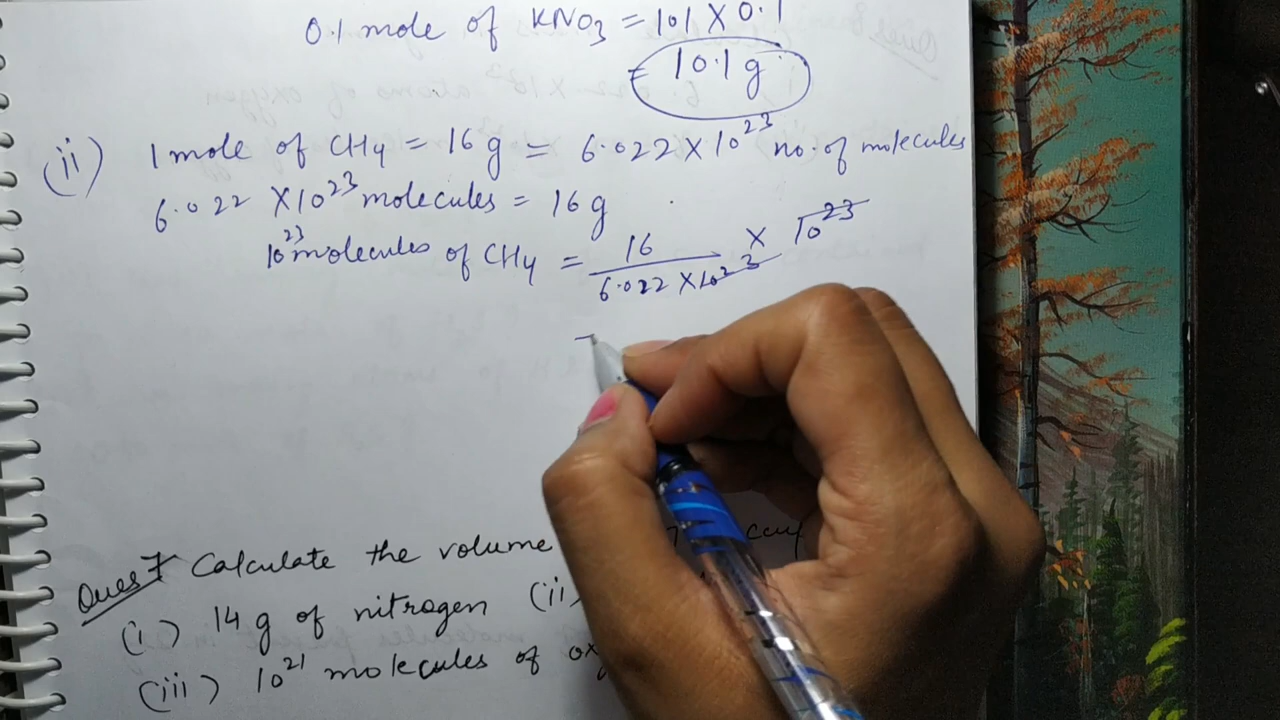 0.1 mole of KNO3 = 101 X 0.1
= 10.1 g
(ii) 1 mole of CH4 = 16 g = 6.022 X 10^23 no. of molecules
6.022 X 10^23 molecules = 16 g
10^23 molecules of CH4 = 16 / 6.022 X 10^23 X 10^23
Ques 7 Calculate the volume
(i) 14 g of nitrogen (ii)
(iii) 10^21 molecules of